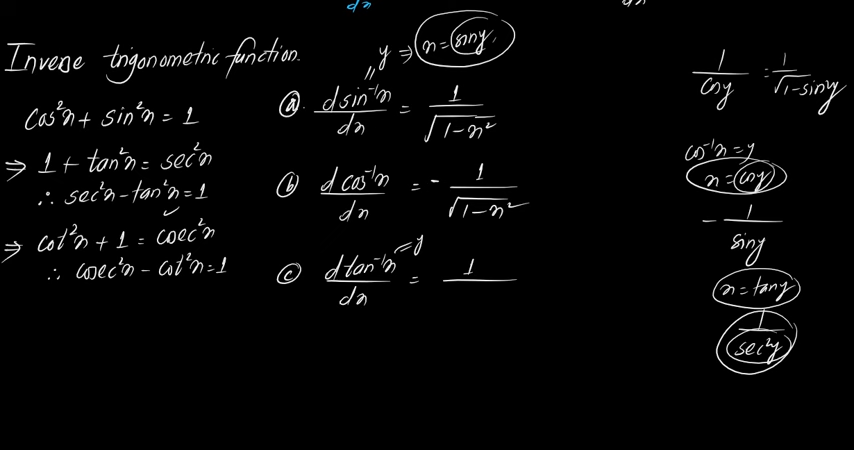 dx
dx
Inverse trigonometric function.
cos²x + sin²x = 1
⇒ 1 + tan²x = sec²x
∴ sec²x - tan²x = 1
⇒ cot²x + 1 = cosec²x
∴ cosec²x - cot²x = 1
y ⇒ x = siny
(a) d sin⁻¹x / dx = 1 / √(1-x²)
(b) d cos⁻¹x / dx = - 1 / √(1-x²)
(c) d tan⁻¹x / dx = 1
= y
1 / cosy = 1 / √1-sin²y
cos⁻¹x = y
x = cosy
- 1 / siny
x = tany
1 / sec²y